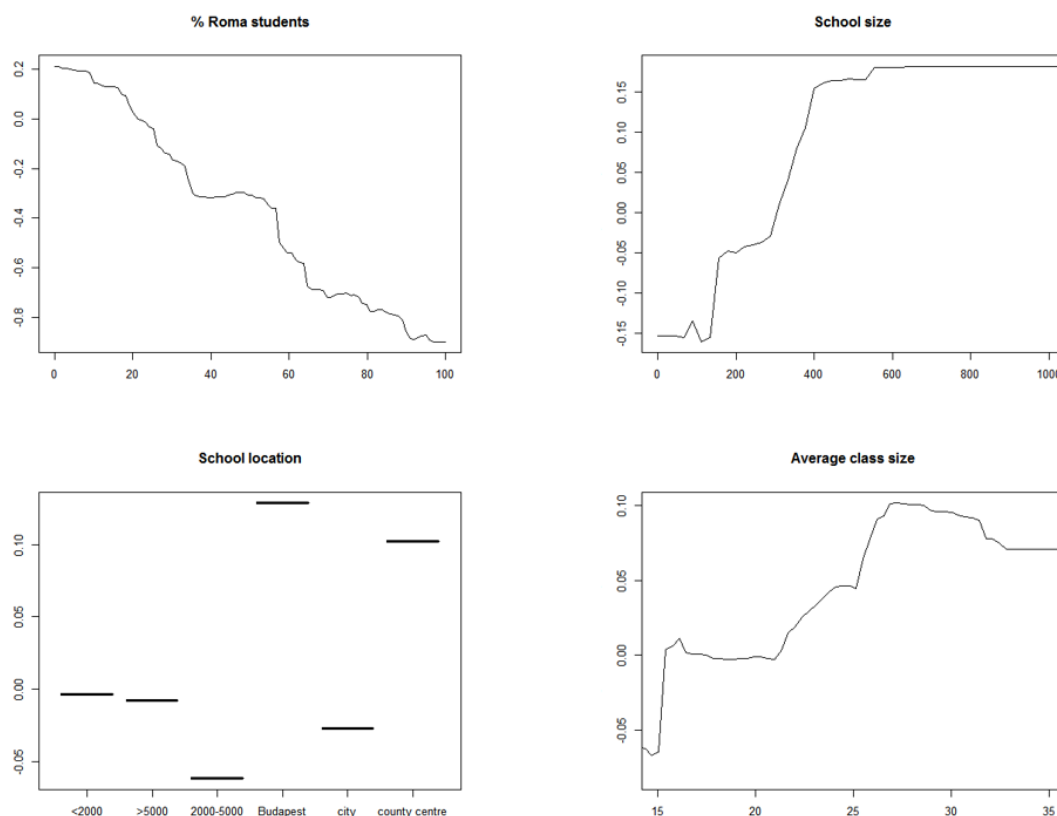 % Roma students
0.2
0.0
-0.2
-0.4
-0.6
-0.8
0 20 40 60 80 100
School size
0.15
0.10
0.05
0.00
-0.05
-0.10
-0.15
0 200 400 600 800 1000
School location
0.10
0.05
0.00
-0.05
<2000 >5000 2000-5000 Budapest city county centre
Average class size
0.10
0.05
0.00
-0.05
15 20 25 30 35